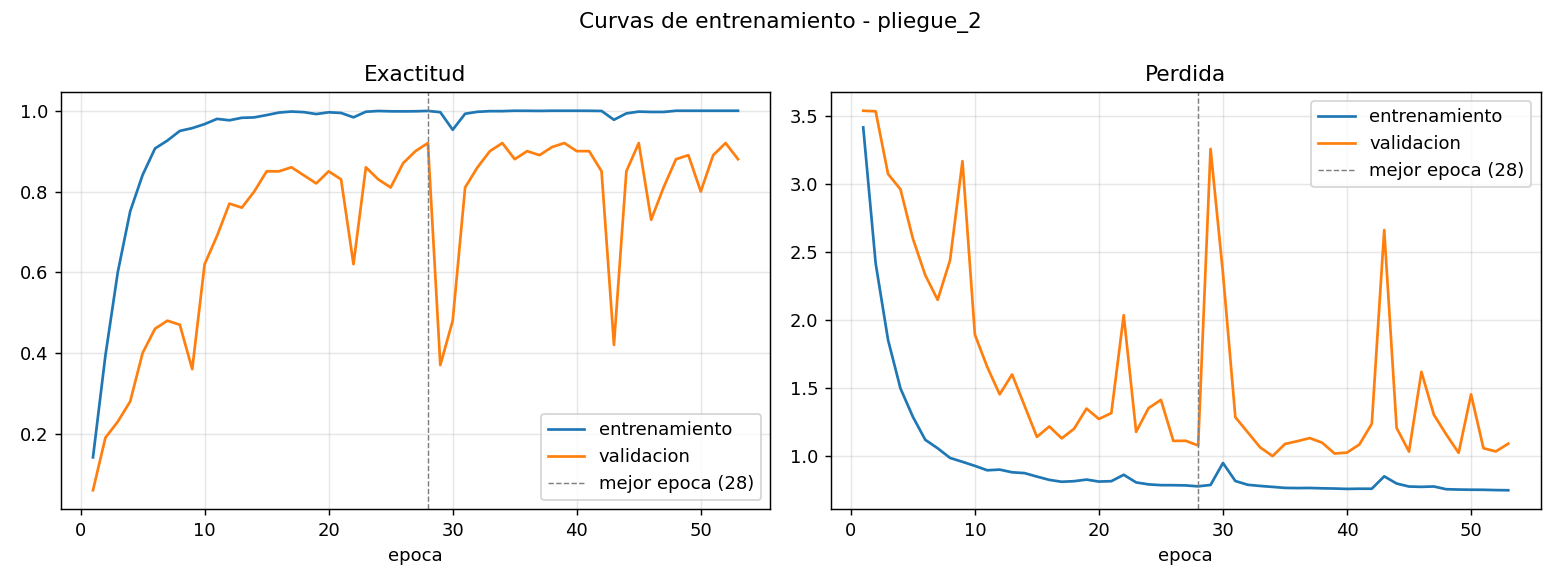 Curvas de entrenamiento - pliegue_2
Exactitud
1.0
0.8
0.6
0.4
0.2
0
10
20
30
40
50
epoca
entrenamiento
validacion
mejor epoca (28)
Perdida
3.5
3.0
2.5
2.0
1.5
1.0
0
10
20
30
40
50
epoca
entrenamiento
validacion
mejor epoca (28)